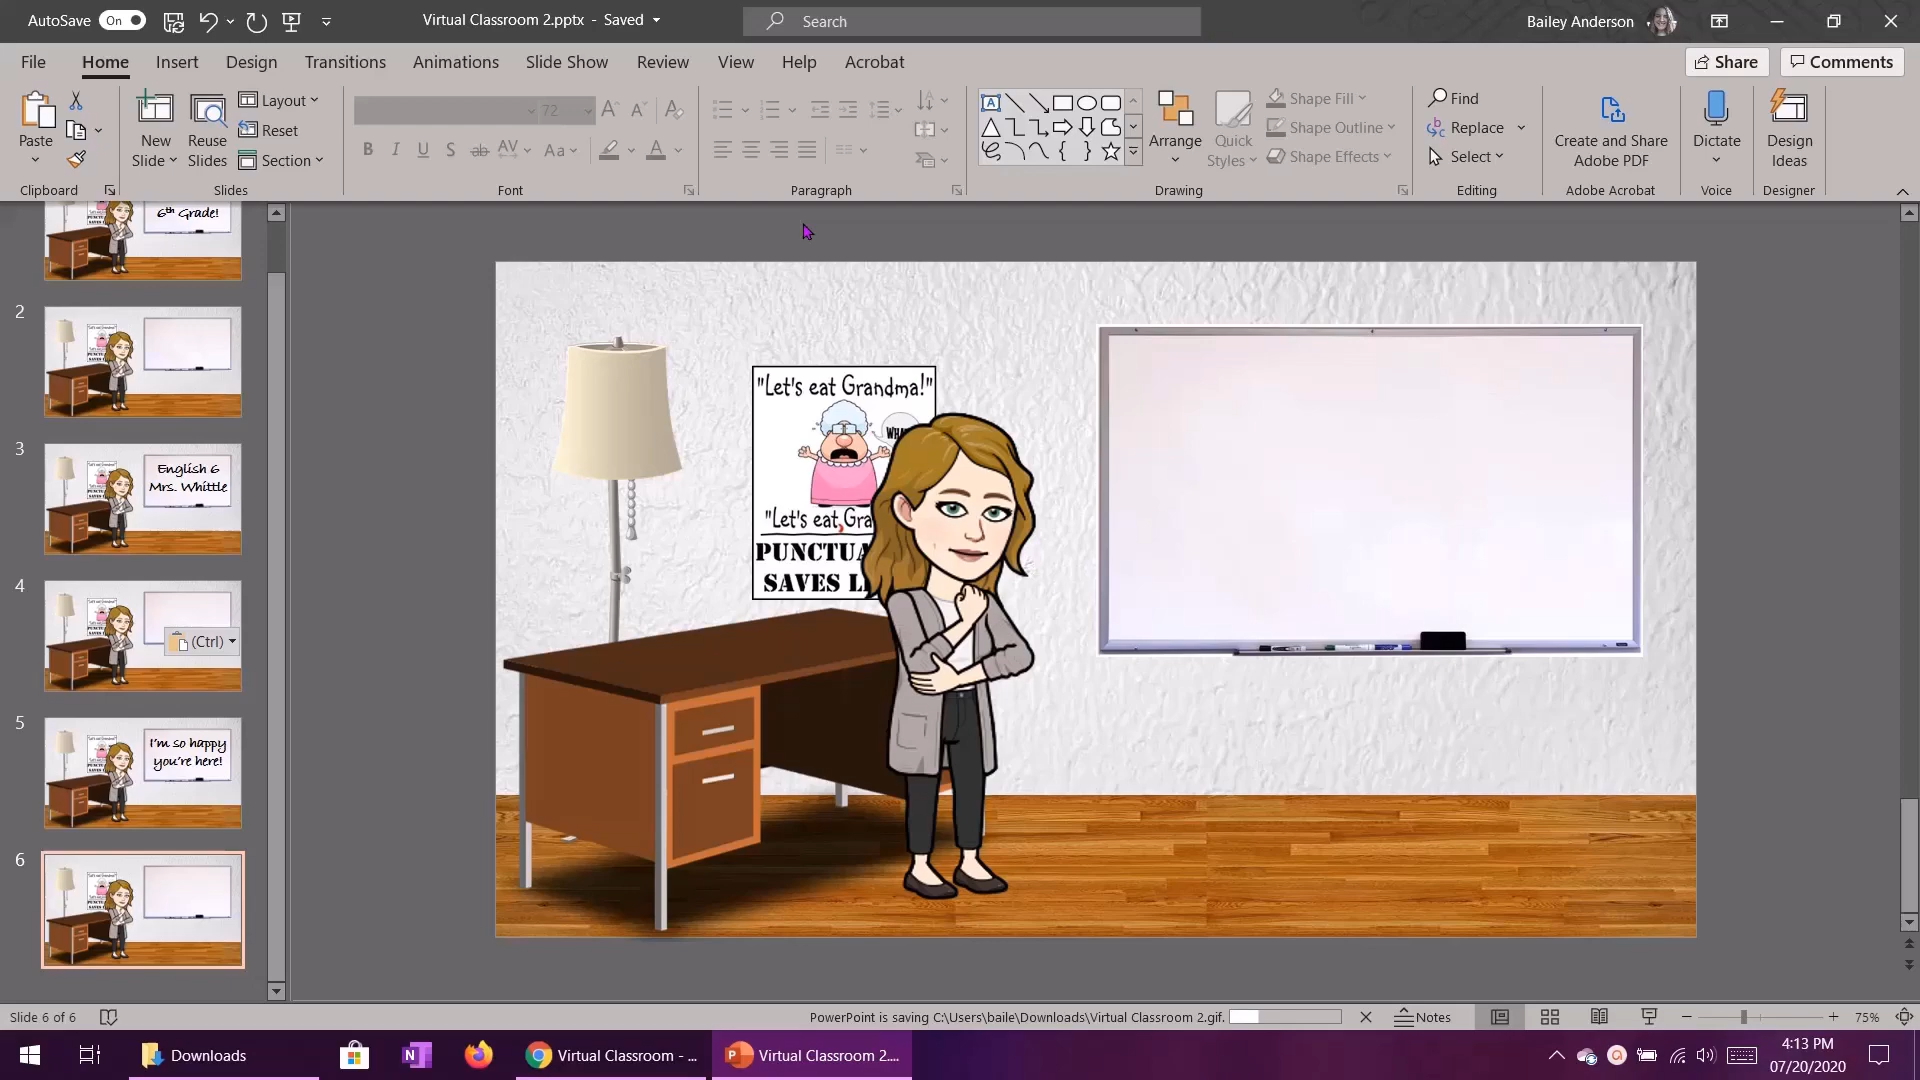 AutoSave On Virtual Classroom 2.pptx - Saved Search Bailey Anderson
File Home Insert Design Transitions Animations Slide Show Review View Help Acrobat Share Comments
Paste
New
Slide
Reuse
Slides
Layout
Reset
Section
72
B I U S ab AV Aa A
A
Arrange
Quick
Styles
Shape Fill
Shape Outline
Shape Effects
Find
Replace
Select
Create and Share
Adobe PDF
Dictate
Design
Ideas
Clipboard Slides Font Paragraph Drawing Editing Adobe Acrobat Voice Designer
6th Grade!
2
3
English 6
Mrs. Whittle
4
(Ctrl)
5
I'm so happy
you're here!
6
"Let's eat Grandma!"
WHA
"Let's eat, Gra
PUNCTUA
SAVES L
Slide 6 of 6 PowerPoint is saving C:\Users\baile\Downloads\Virtual Classroom 2.gif. Notes 75%
Downloads Virtual Classroom - ... Virtual Classroom 2....
4:13 PM
07/20/2020